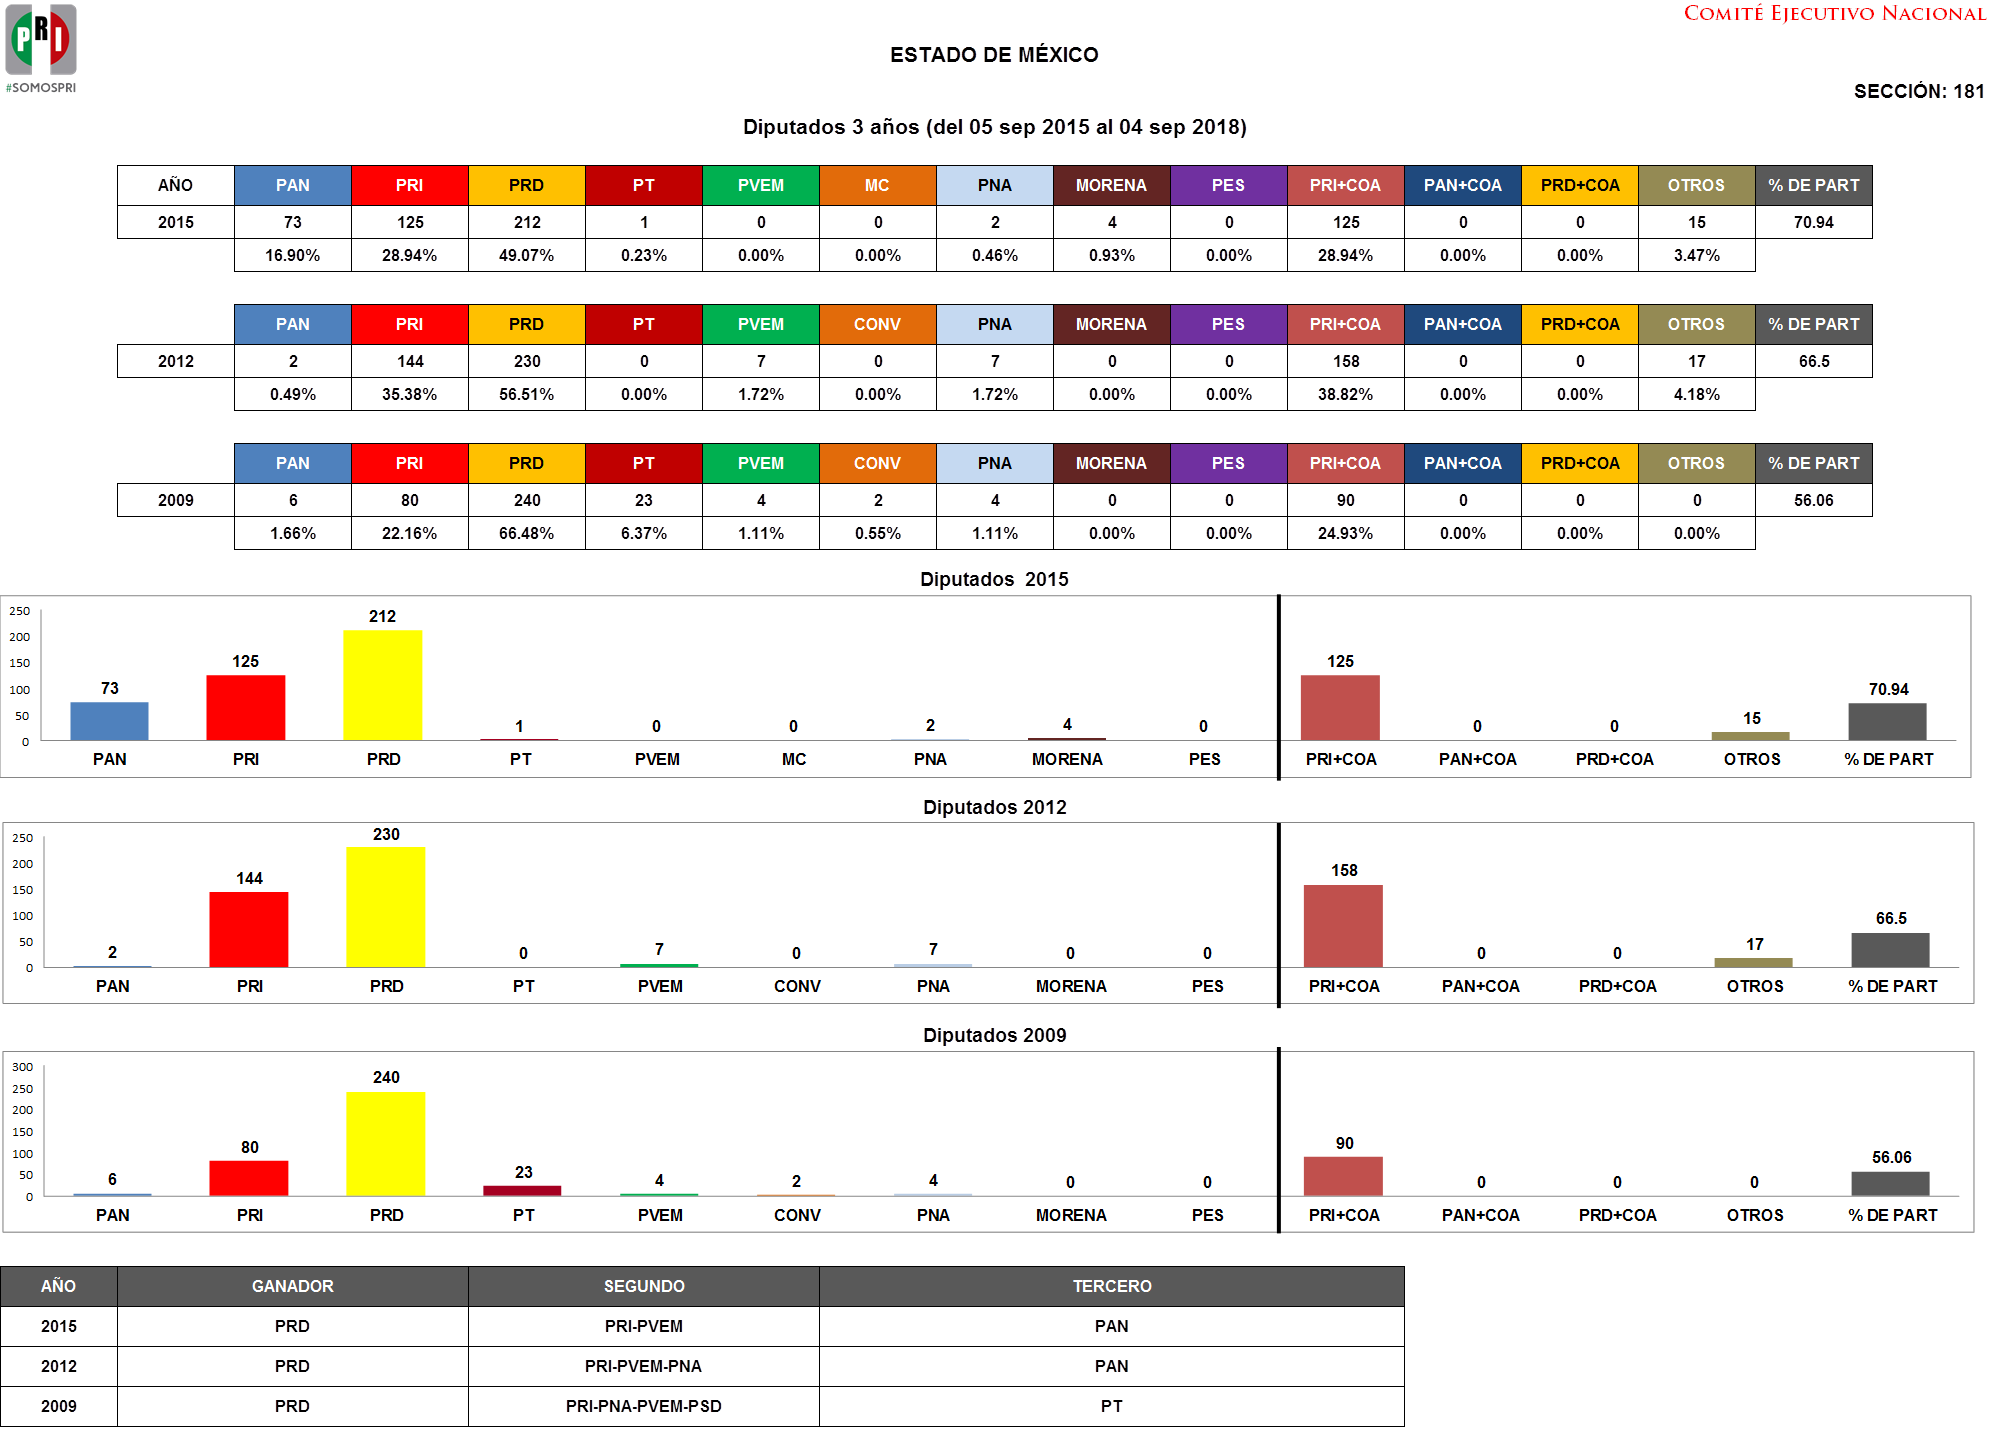 PRI
#SOMOSPRI
COMITÉ EJECUTIVO NACIONAL
ESTADO DE MÉXICO
SECCIÓN: 181
Diputados 3 años (del 05 sep 2015 al 04 sep 2018)
AÑO PAN PRI PRD PT PVEM MC PNA MORENA PES PRI+COA PAN+COA PRD+COA OTROS % DE PART
2015 73 125 212 1 0 0 2 4 0 125 0 0 15 70.94
16.90% 28.94% 49.07% 0.23% 0.00% 0.00% 0.46% 0.93% 0.00% 28.94% 0.00% 0.00% 3.47%
PAN PRI PRD PT PVEM CONV PNA MORENA PES PRI+COA PAN+COA PRD+COA OTROS % DE PART
2012 2 144 230 0 7 0 7 0 0 158 0 0 17 66.5
0.49% 35.38% 56.51% 0.00% 1.72% 0.00% 1.72% 0.00% 0.00% 38.82% 0.00% 0.00% 4.18%
PAN PRI PRD PT PVEM CONV PNA MORENA PES PRI+COA PAN+COA PRD+COA OTROS % DE PART
2009 6 80 240 23 4 2 4 0 0 90 0 0 0 56.06
1.66% 22.16% 66.48% 6.37% 1.11% 0.55% 1.11% 0.00% 0.00% 24.93% 0.00% 0.00% 0.00%
Diputados 2015
250
200
150
100
50
0
73 125 212 1 0 0 2 4 0 125 0 0 15 70.94
PAN PRI PRD PT PVEM MC PNA MORENA PES PRI+COA PAN+COA PRD+COA OTROS % DE PART
Diputados 2012
250
200
150
100
50
0
2 144 230 0 7 0 7 0 0 158 0 0 17 66.5
PAN PRI PRD PT PVEM CONV PNA MORENA PES PRI+COA PAN+COA PRD+COA OTROS % DE PART
Diputados 2009
300
250
200
150
100
50
0
6 80 240 23 4 2 4 0 0 90 0 0 0 56.06
PAN PRI PRD PT PVEM CONV PNA MORENA PES PRI+COA PAN+COA PRD+COA OTROS % DE PART
AÑO GANADOR SEGUNDO TERCERO
2015 PRD PRI-PVEM PAN
2012 PRD PRI-PVEM-PNA PAN
2009 PRD PRI-PNA-PVEM-PSD PT